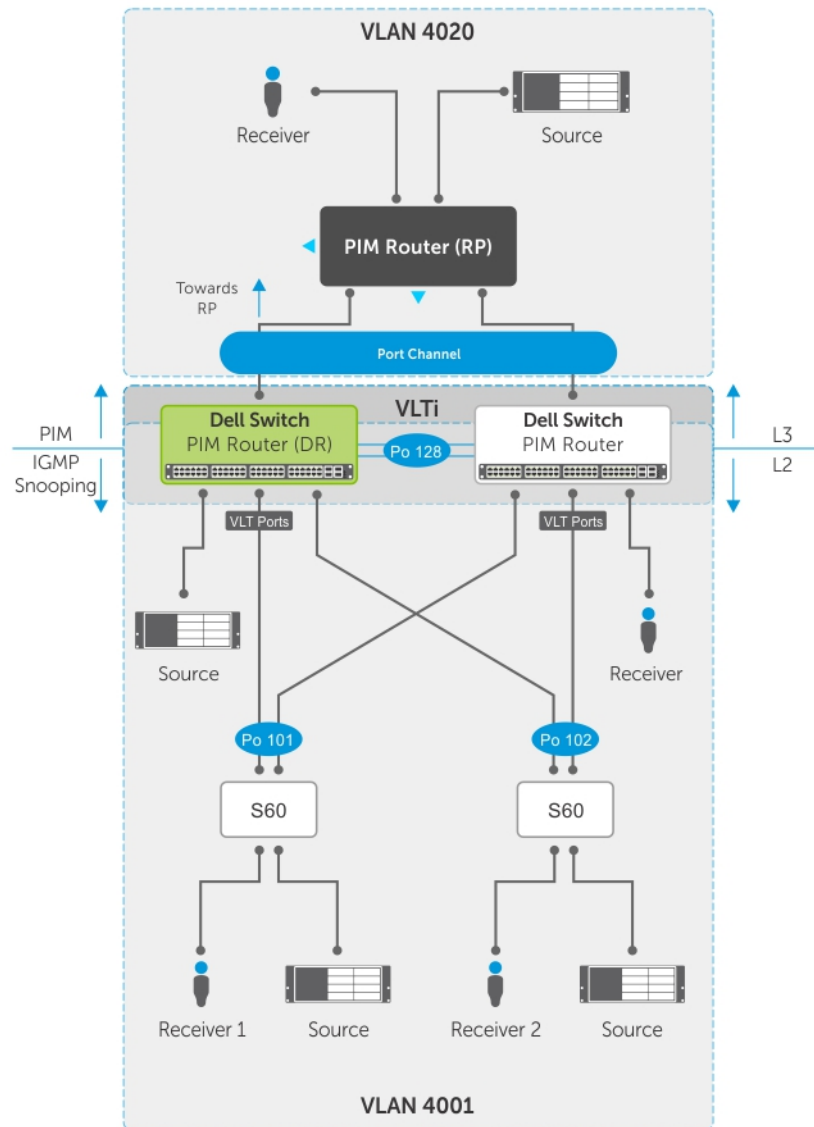 VLAN 4020
Receiver
Source
PIM Router (RP)
Towards
RP
Port Channel
VLTi
Dell Switch
PIM Router (DR)
Po 128
Dell Switch
PIM Router
PIM
IGMP
Snooping
L3
L2
VLT Ports
VLT Ports
Source
Receiver
Po 101
Po 102
S60
S60
Receiver 1
Source
Receiver 2
Source
VLAN 4001